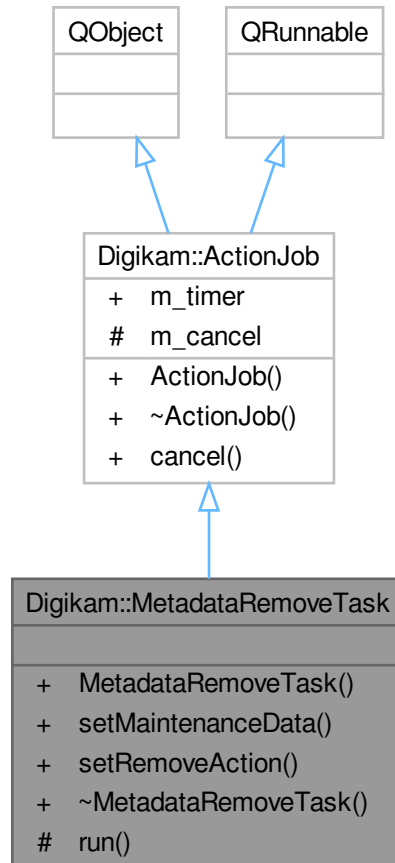 QObject
QRunnable
Digikam::ActionJob
+ m_timer
# m_cancel
+ ActionJob()
+ ~ActionJob()
+ cancel()
Digikam::MetadataRemoveTask
+ MetadataRemoveTask()
+ setMaintenanceData()
+ setRemoveAction()
+ ~MetadataRemoveTask()
# run()